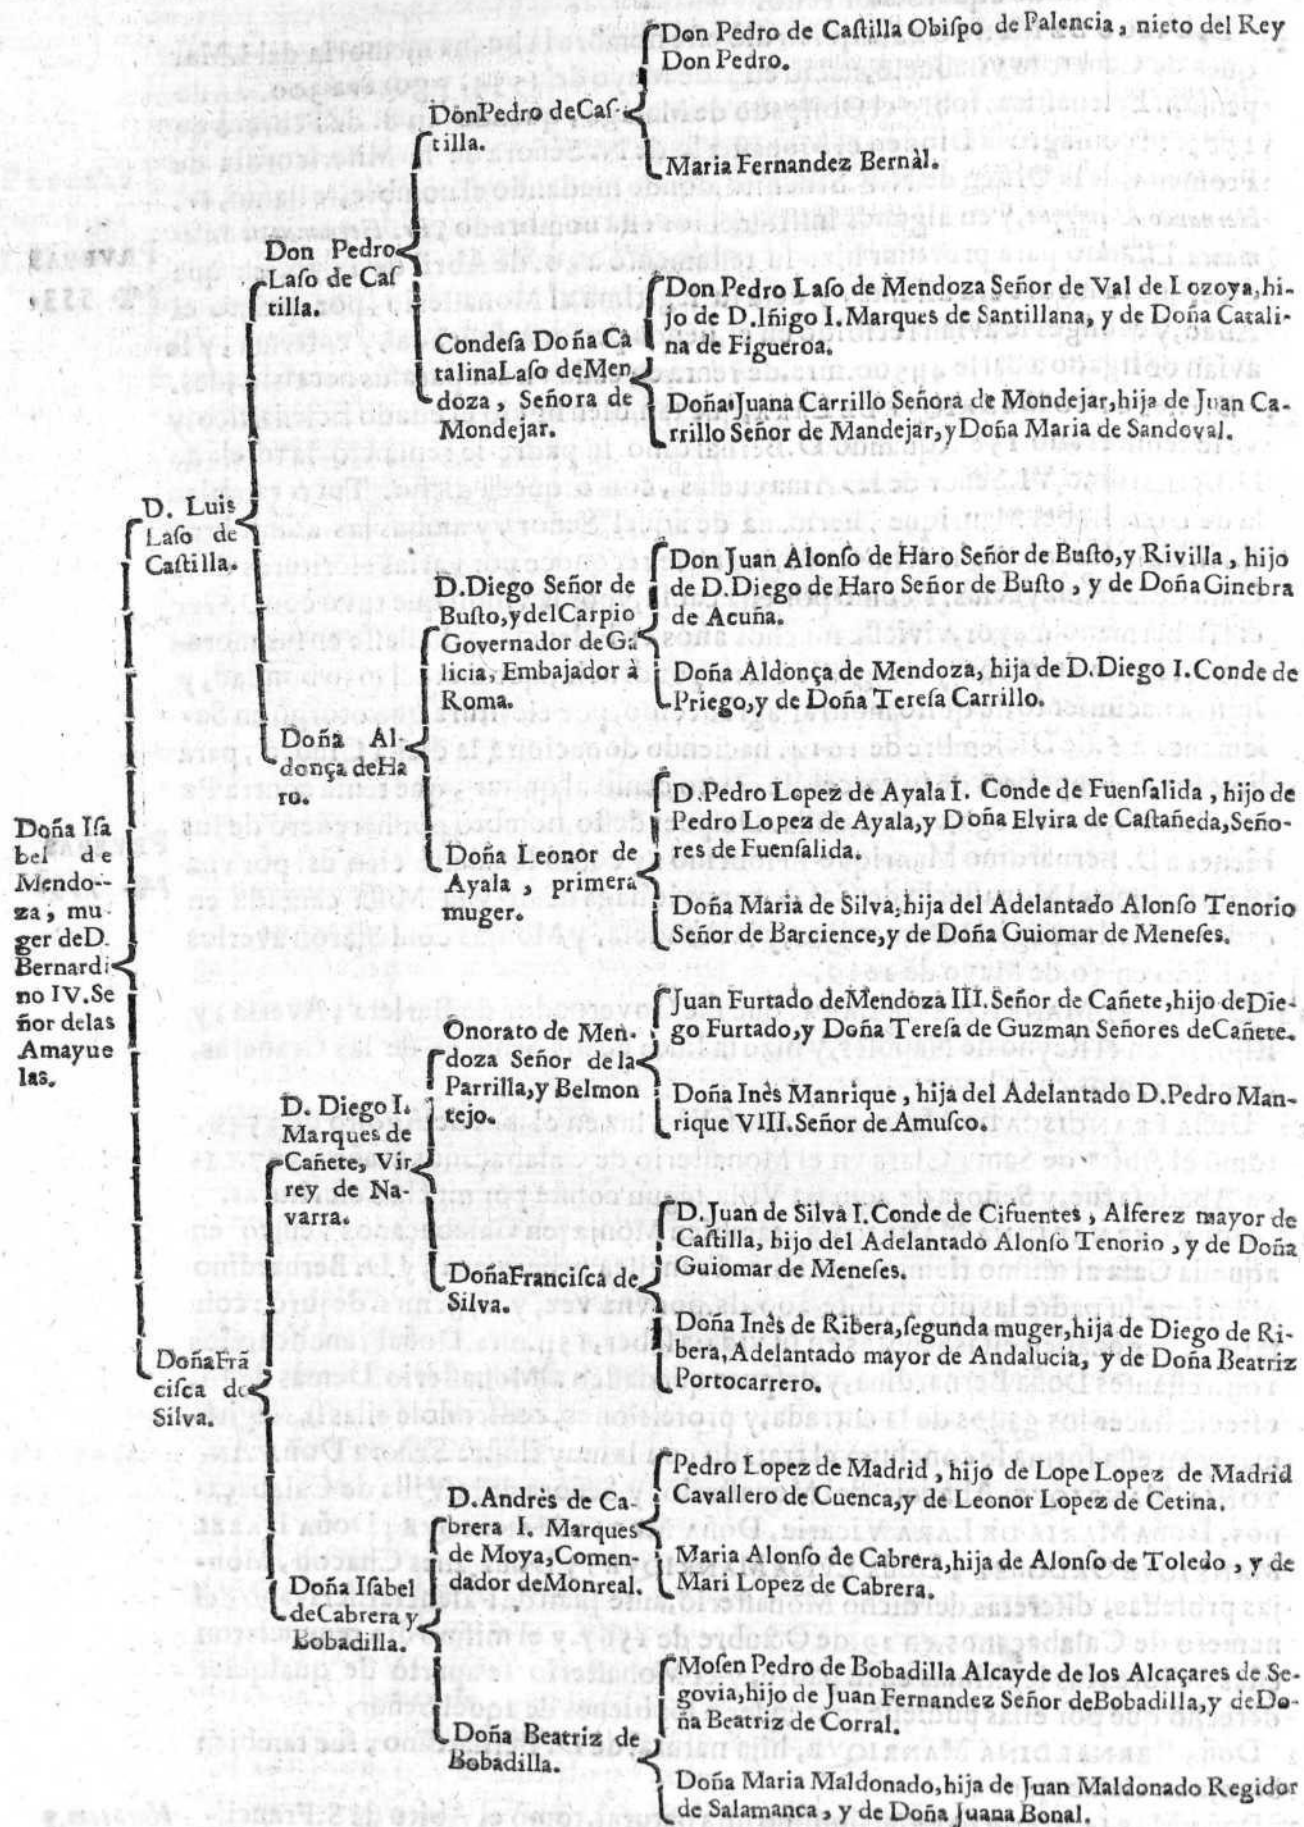 Doña Iſa
bel de
Mendo--
za, mu-
ger deD.
Bernardi
no IV.Se
ñor delas
Amayue
las.
D. Luis
Laſo de
Caſtilla.
Don Pedro
Laſo de Caſ
tilla.
DonPedro deCaſ-
tilla.
Don Pedro de Caſtilla Obiſpo de Palencia, nieto del Rey
Don Pedro.
Maria Fernandez Bernàl.
Condeſa Doña Ca
talinaLaſo deMen
doza, Señora de
Mondejar.
Don Pedro Laſo de Mendoza Señor de Val de Lozoya,hi-
jo de D.Iñigo I.Marques de Santillana, y de Doña Catali-
na de Figueroa.
Doña Juana Carrillo Señora de Mondejar,hija de Juan Ca-
rrillo Señor de Mandejar,y Doña Maria de Sandoval.
Doña Al-
donça deHa
ro.
D.Diego Señor de
Buſto,ydelCarpio
Governador de Ga
licia, Embajador à
Roma.
Don Juan Alonſo de Haro Señor de Buſto,y Rivilla, hijo
de D.Diego de Haro Señor de Buſto, y de Doña Ginebra
de Acuña.
Doña Aldonça de Mendoza, hija de D.Diego I.Conde de
Priego,y de Doña Tereſa Carrillo.
Doña Leonor de
Ayala, primera
muger.
D.Pedro Lopez de Ayala I. Conde de Fuenſalida, hijo de
Pedro Lopez de Ayala,y Doña Elvira de Caſtañeda,Seño-
res de Fuenſalida.
Doña Maria de Silva,hija del Adelantado Alonſo Tenorio
Señor de Barcience,y de Doña Guiomar de Meneſes.
DoñaFrã
ciſca de
Silva.
D. Diego I.
Marques de
Cañete, Vir
rey de Na-
varra.
Onorato de Men-
doza Señor de la
Parrilla,y Belmon
tejo.
Juan Furtado deMendoza III.Señor de Cañete,hijo deDie-
go Furtado,y Doña Tereſa de Guzman Señores deCañete.
Doña Inès Manrique, hija del Adelantado D.Pedro Man-
rique VIII.Señor de Amuſco.
DoñaFranciſca de
Silva.
D.Juan de Silva I.Conde de Cifuentes, Alferez mayor de
Caſtilla, hijo del Adelantado Alonſo Tenorio, y de Doña
Guiomar de Meneſes.
Doña Inès de Ribera,ſegunda muger,hija de Diego de Ri-
bera,Adelantado mayor de Andalucia, y de Doña Beatriz
Portocarrero.
Doña Iſabel
deCabrera y
Bobadilla.
D.Andrès de Ca-
brera I. Marques
de Moya,Comen-
dador deMonreal.
Pedro Lopez de Madrid, hijo de Lope Lopez de Madrid
Cavallero de Cuenca,y de Leonor Lopez de Cetina.
Maria Alonſo de Cabrera,hija de Alonſo de Toledo, y de
Mari Lopez de Cabrera.
Doña Beatriz de
Bobadilla.
Moſen Pedro de Bobadilla Alcayde de los Alcaçares de Se-
govia,hijo de Juan Fernandez Señor deBobadilla,y deDo-
ña Beatriz de Corral.
Doña Maria Maldonado,hija de Juan Maldonado Regidor
de Salamanca, y de Doña Juana Bonal.